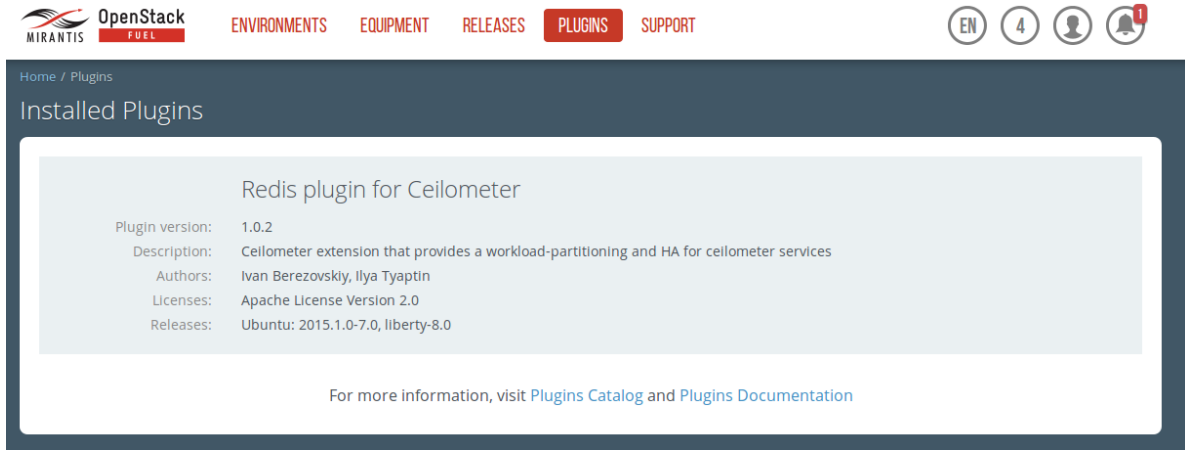 MIRANTIS
OpenStack
FUEL
ENVIRONMENTS EQUIPMENT RELEASES PLUGINS SUPPORT
EN 4 1
Home / Plugins
Installed Plugins
Redis plugin for Ceilometer
Plugin version: 1.0.2
Description: Ceilometer extension that provides a workload-partitioning and HA for ceilometer services
Authors: Ivan Berezovskiy, Ilya Tyaptin
Licenses: Apache License Version 2.0
Releases: Ubuntu: 2015.1.0-7.0, liberty-8.0
For more information, visit Plugins Catalog and Plugins Documentation